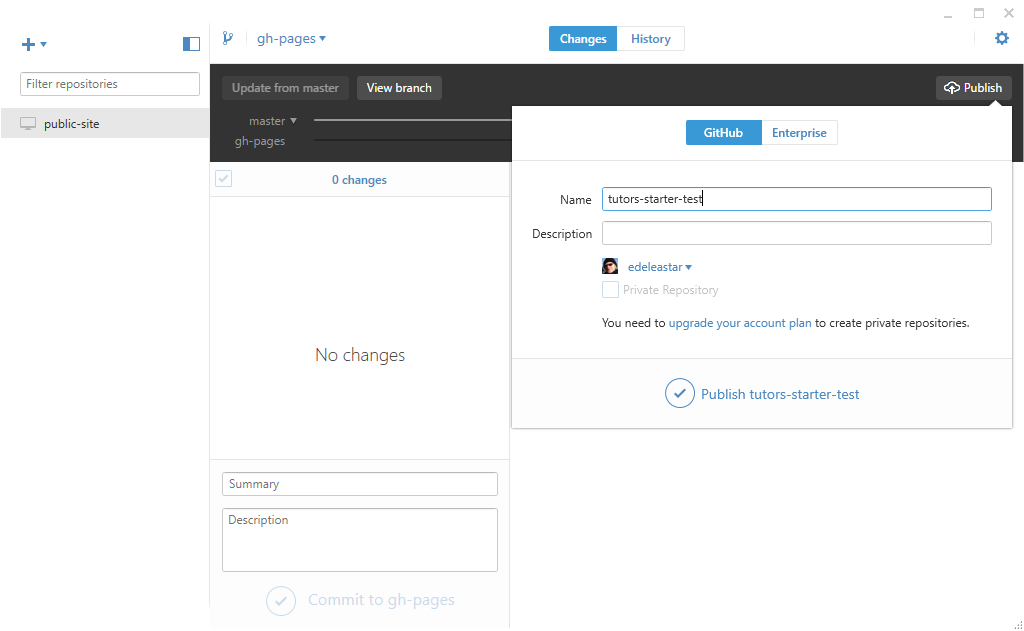 gh-pages
Changes
History
Filter repositories
Update from master
View branch
Publish
public-site
master
gh-pages
GitHub
Enterprise
0 changes
Name
tutors-starter-test
Description
edeleastar
Private Repository
You need to upgrade your account plan to create private repositories.
No changes
Publish tutors-starter-test
Summary
Description
Commit to gh-pages